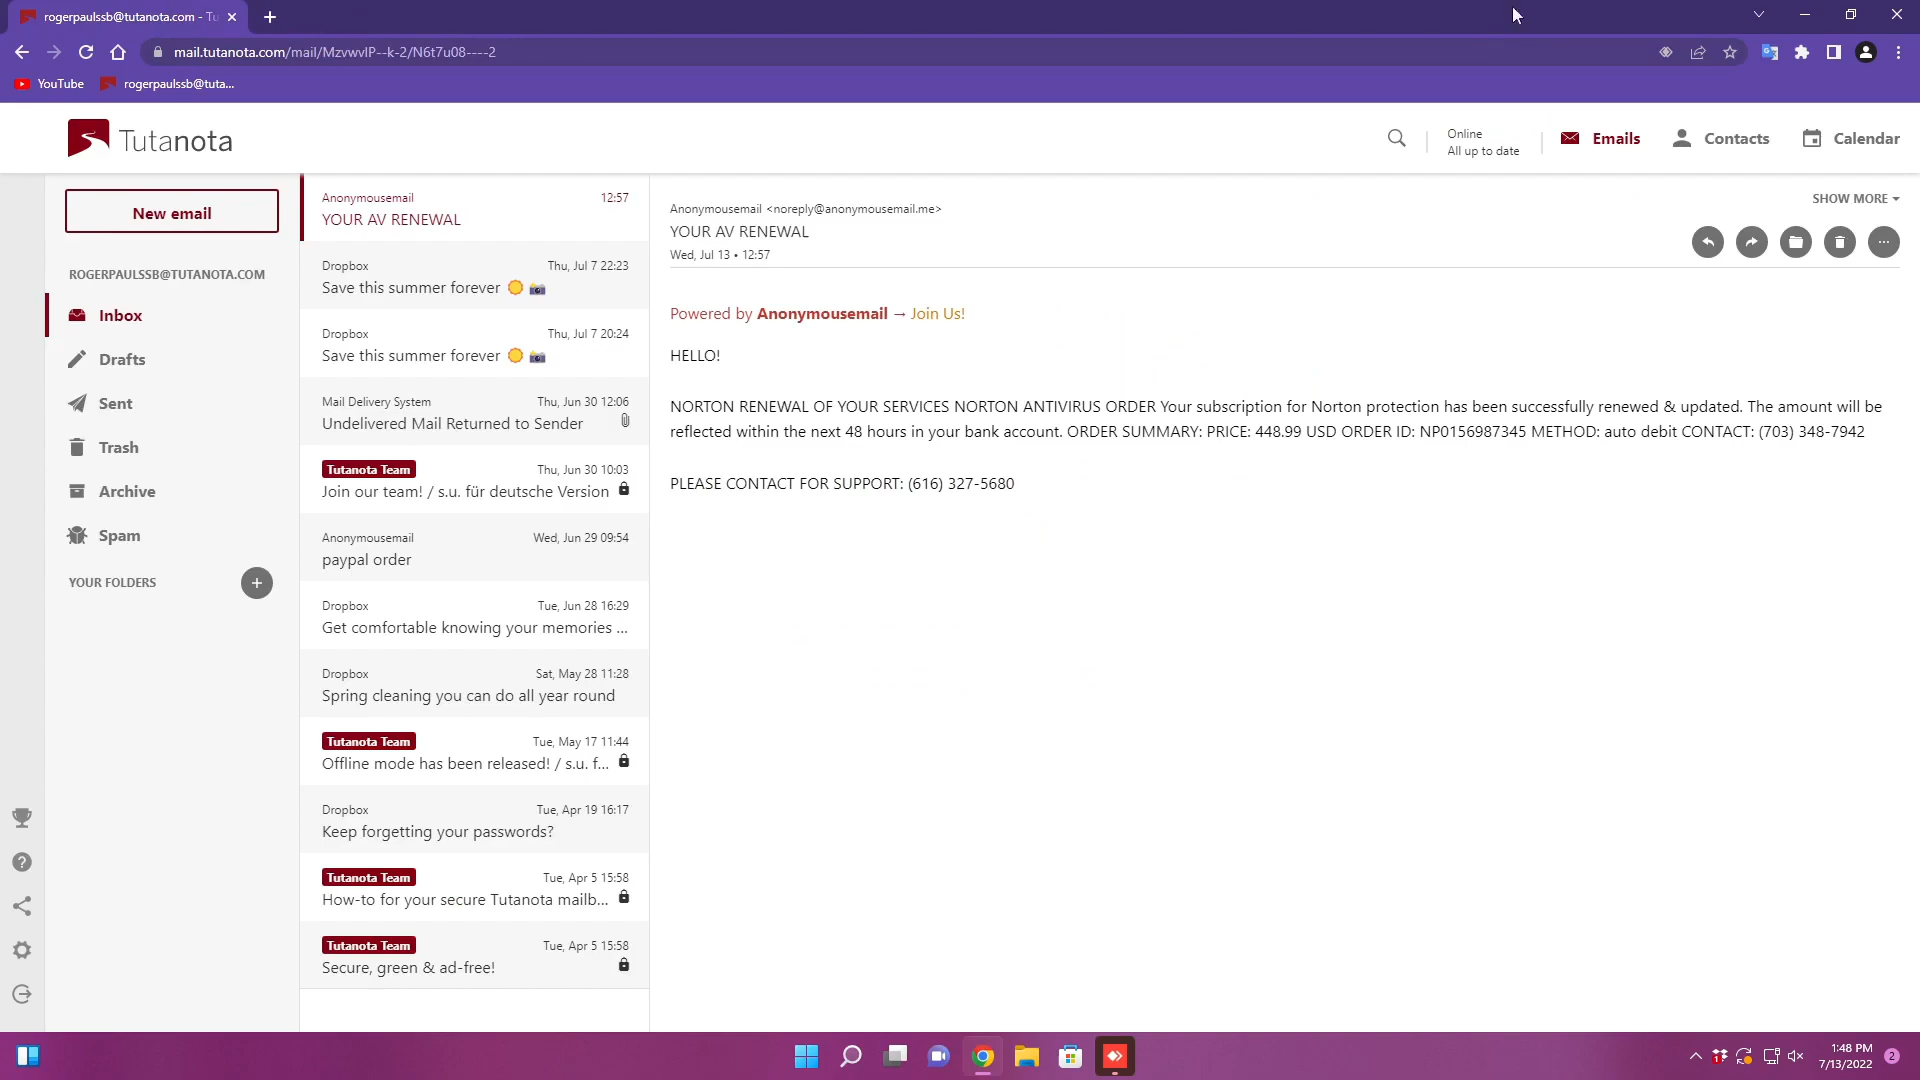 rogerpaulssb@tutanota.com - Tu
mail.tutanota.com/mail/MzvwvlP--k-2/N6t7u08----2
YouTube
rogerpaulssb@tuta...
Tutanota
Online
All up to date
Emails
Contacts
Calendar
New email
ROGERPAULSSB@TUTANOTA.COM
Inbox
Drafts
Sent
Trash
Archive
Spam
YOUR FOLDERS
Anonymousemail 12:57
YOUR AV RENEWAL
Dropbox Thu, Jul 7 22:23
Save this summer forever
Dropbox Thu, Jul 7 20:24
Save this summer forever
Mail Delivery System Thu, Jun 30 12:06
Undelivered Mail Returned to Sender
Tutanota Team Thu, Jun 30 10:03
Join our team! / s.u. für deutsche Version
Anonymousemail Wed, Jun 29 09:54
paypal order
Dropbox Tue, Jun 28 16:29
Get comfortable knowing your memories ...
Dropbox Sat, May 28 11:28
Spring cleaning you can do all year round
Tutanota Team Tue, May 17 11:44
Offline mode has been released! / s.u. f...
Dropbox Tue, Apr 19 16:17
Keep forgetting your passwords?
Tutanota Team Tue, Apr 5 15:58
How-to for your secure Tutanota mailb...
Tutanota Team Tue, Apr 5 15:58
Secure, green & ad-free!
Anonymousemail <noreply@anonymousemail.me>
SHOW MORE
YOUR AV RENEWAL
Wed, Jul 13 • 12:57
Powered by Anonymousemail → Join Us!
HELLO!
NORTON RENEWAL OF YOUR SERVICES NORTON ANTIVIRUS ORDER Your subscription for Norton protection has been successfully renewed & updated. The amount will be
reflected within the next 48 hours in your bank account. ORDER SUMMARY: PRICE: 448.99 USD ORDER ID: NP0156987345 METHOD: auto debit CONTACT: (703) 348-7942
PLEASE CONTACT FOR SUPPORT: (616) 327-5680
1:48 PM
7/13/2022
2